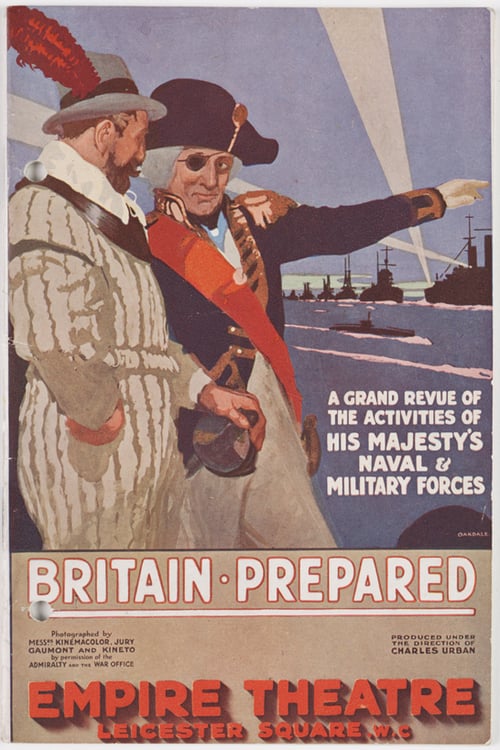 A GRAND REVUE OF
THE ACTIVITIES OF
HIS MAJESTY'S
NAVAL &
MILITARY FORCES
OAKDALE
BRITAIN · PREPARED
Photographed by
MESSRS KINEMACOLOR, JURY
GAUMONT AND KINETO
by permission of the
ADMIRALTY AND THE WAR OFFICE
PRODUCED UNDER
THE DIRECTION OF
CHARLES URBAN
EMPIRE THEATRE
LEICESTER SQUARE W.C